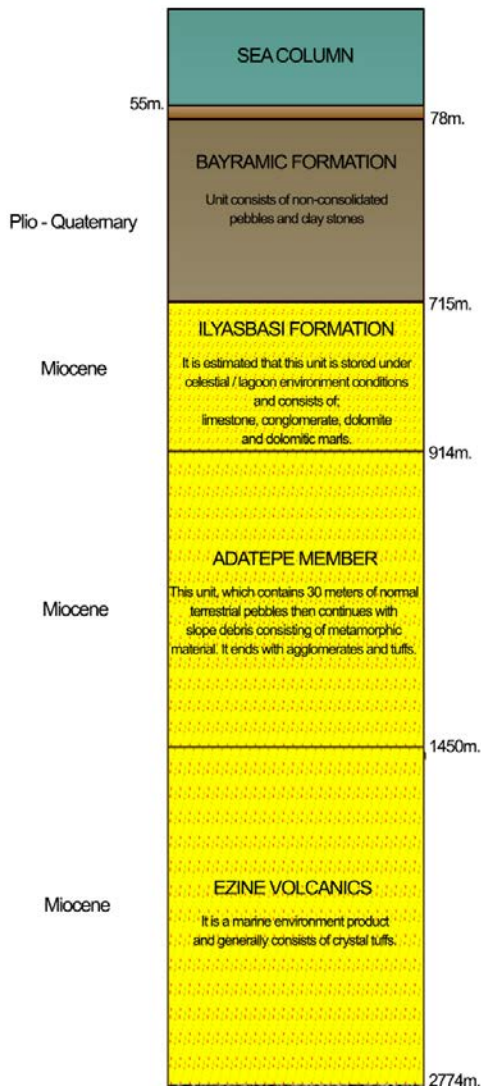 SEA COLUMN
55m.
78m.
BAYRAMIC FORMATION
Unit consists of non-consolidated
pebbles and clay stones
Plio - Quaternary
715m.
ILYASBASI FORMATION
It is estimated that this unit is stored under
celestial / lagoon environment conditions
and consists of;
limestone, conglomerate, dolomite
and dolomitic marls.
Miocene
914m.
ADATEPE MEMBER
This unit, which contains 30 meters of normal
terrestrial pebbles then continues with
slope debris consisting of metamorphic
material. It ends with agglomerates and tuffs.
Miocene
1450m.
EZINE VOLCANICS
It is a marine environment product
and generally consists of crystal tuffs.
Miocene
2774m.